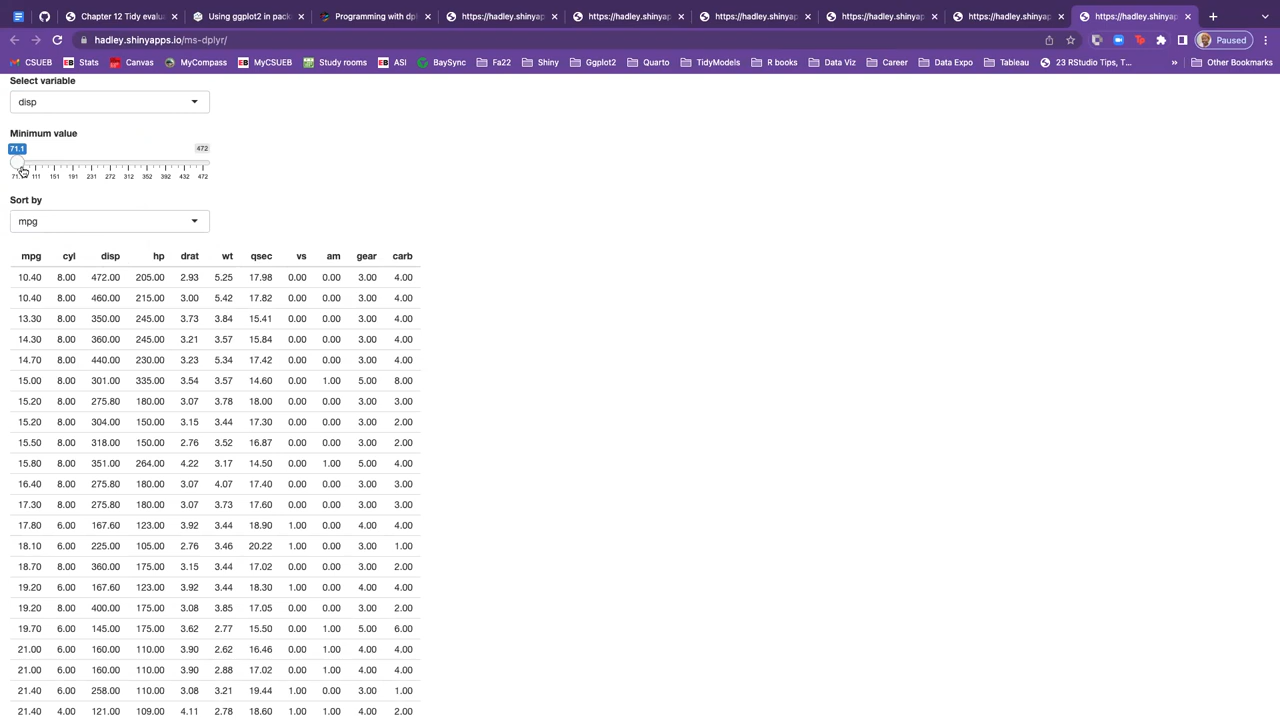 Chapter 12 Tidy evalu
Using ggplot2 in pack
Programming with dpl
https://hadley.shinyapps
https://hadley.shinyapps
https://hadley.shinyapps
https://hadley.shinyapps
https://hadley.shinyapps
https://hadley.shinyapps
hadley.shinyapps.io/ms-dplyr/
Paused
CSUEB
Stats
Canvas
MyCompass
MyCSUEB
Study rooms
ASI
BaySync
Fa22
Shiny
Ggplot2
Quarto
TidyModels
R books
Data Viz
Career
Data Expo
Tableau
23 RStudio Tips, T...
» Other Bookmarks
Select variable
disp
Minimum value
71.1 472
111 151 191 231 272 312 352 392 432 472
Sort by
mpg
mpg cyl disp hp drat wt qsec vs am gear carb
10.40 8.00 472.00 205.00 2.93 5.25 17.98 0.00 0.00 3.00 4.00
10.40 8.00 460.00 215.00 3.00 5.42 17.82 0.00 0.00 3.00 4.00
13.30 8.00 350.00 245.00 3.73 3.84 15.41 0.00 0.00 3.00 4.00
14.30 8.00 360.00 245.00 3.21 3.57 15.84 0.00 0.00 3.00 4.00
14.70 8.00 440.00 230.00 3.23 5.34 17.42 0.00 0.00 3.00 4.00
15.00 8.00 301.00 335.00 3.54 3.57 14.60 0.00 1.00 5.00 8.00
15.20 8.00 275.80 180.00 3.07 3.78 18.00 0.00 0.00 3.00 3.00
15.20 8.00 304.00 150.00 3.15 3.44 17.30 0.00 0.00 3.00 2.00
15.50 8.00 318.00 150.00 2.76 3.52 16.87 0.00 0.00 3.00 2.00
15.80 8.00 351.00 264.00 4.22 3.17 14.50 0.00 1.00 5.00 4.00
16.40 8.00 275.80 180.00 3.07 4.07 17.40 0.00 0.00 3.00 3.00
17.30 8.00 275.80 180.00 3.07 3.73 17.60 0.00 0.00 3.00 3.00
17.80 6.00 167.60 123.00 3.92 3.44 18.90 1.00 0.00 4.00 4.00
18.10 6.00 225.00 105.00 2.76 3.46 20.22 1.00 0.00 3.00 1.00
18.70 8.00 360.00 175.00 3.15 3.44 17.02 0.00 0.00 3.00 2.00
19.20 6.00 167.60 123.00 3.92 3.44 18.30 1.00 0.00 4.00 4.00
19.20 8.00 400.00 175.00 3.08 3.85 17.05 0.00 0.00 3.00 2.00
19.70 6.00 145.00 175.00 3.62 2.77 15.50 0.00 1.00 5.00 6.00
21.00 6.00 160.00 110.00 3.90 2.62 16.46 0.00 1.00 4.00 4.00
21.00 6.00 160.00 110.00 3.90 2.88 17.02 0.00 1.00 4.00 4.00
21.40 6.00 258.00 110.00 3.08 3.21 19.44 1.00 0.00 3.00 1.00
21.40 4.00 121.00 109.00 4.11 2.78 18.60 1.00 1.00 4.00 2.00